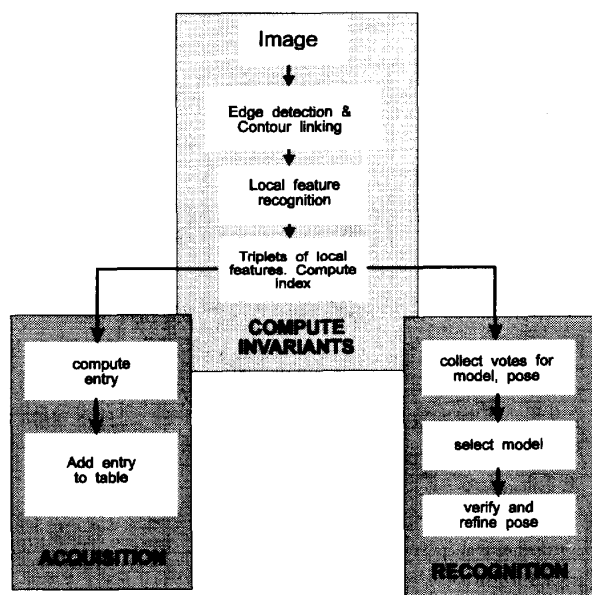 Image
Edge detection &
Contour linking
Local feature
recognition
Triplets of local
features. Compute
index
COMPUTE
INVARIANTS
compute
entry
Add entry
to table
ACQUISITION
collect votes for
model, pose
select model
verify and
refine pose
RECOGNITION